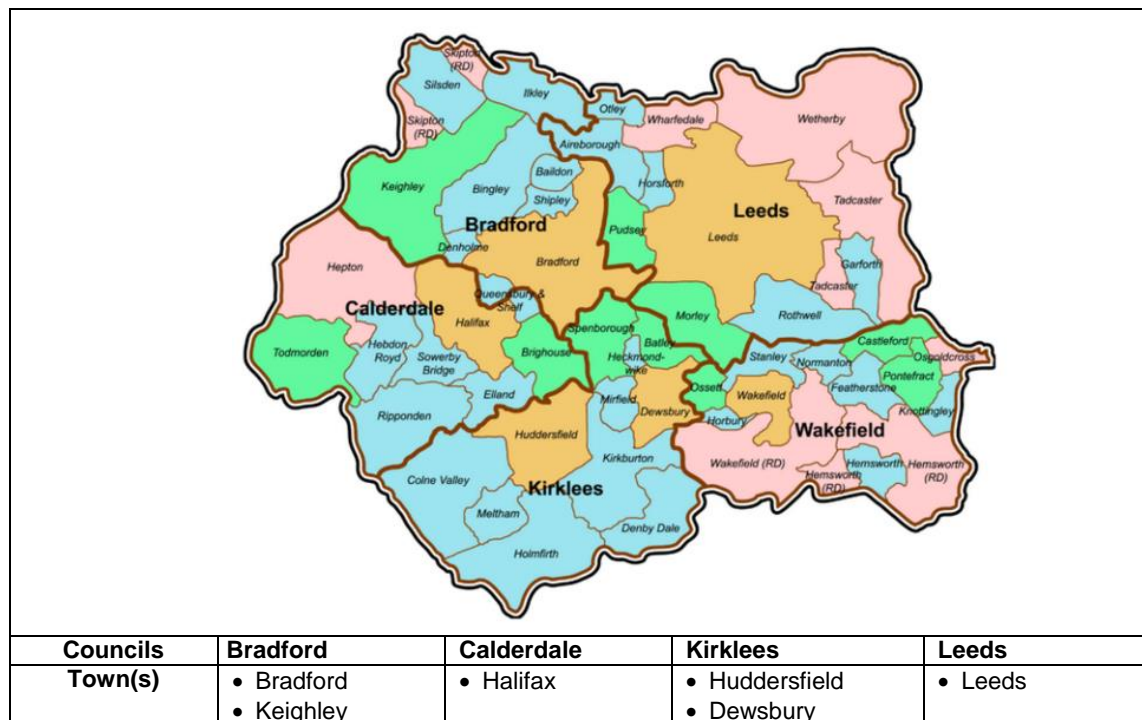 Skipton
(RD)
Silsden
Ilkley
Otley
Skipton
(RD)
Wharfedale
Wetherby
Aireborough
Keighley
Baildon
Bingley
Horsforth
Shipley
Tadcaster
Leeds
Bradford
Pudsey
Leeds
Denholme
Bradford
Garforth
Hepton
Tadcaster
Queensbury &
Shelf
Calderdale
Halifax
Spenborough
Morley
Rothwell
Todmorden
Hebdon
Royd
Sowerby
Bridge
Brighouse
Batley
Heckmond-
wike
Stanley
Normanton
Castleford
Osgoldcross
Pontefract
Featherstone
Elland
Ossett
Wakefield
Mirfield
Dewsbury
Knottingley
Ripponden
Horbury
Wakefield
Huddersfield
Kirkburton
Wakefield (RD)
Hemsworth
Hemsworth
(RD)
Hemsworth
(RD)
Colne Valley
Kirklees
Meltham
Denby Dale
Holmfirth
Councils Bradford Calderdale Kirklees Leeds
Town(s) • Bradford • Halifax • Huddersfield • Leeds
• Keighley • Dewsbury